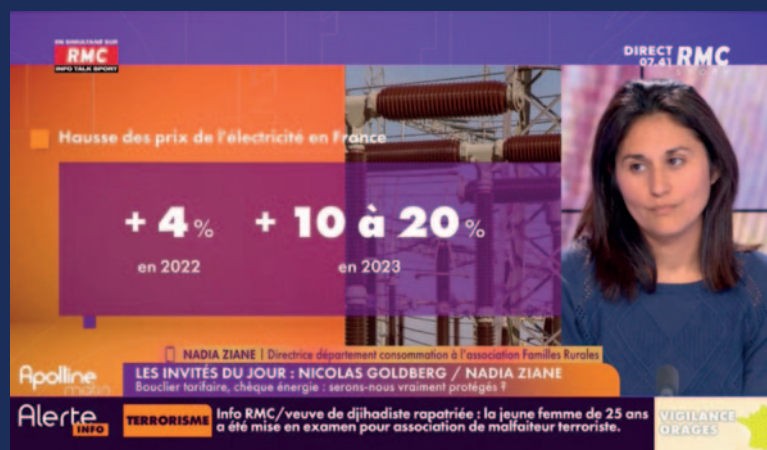 EN SIMULTANÉ SUR
RMC
INFO TALK SPORT
DIRECT
07.41
RMC
Hausse des prix de l'électricité en France
+ 4 %
en 2022
+ 10 à 20 %
en 2023
NADIA ZIANE | Directrice département consommation à l'association Familles Rurales
Apolline
matin
LES INVITÉS DU JOUR : NICOLAS GOLDBERG / NADIA ZIANE
Bouclier tarifaire, chèque énergie : serons-nous vraiment protégés ?
Alerte
INFO
TERRORISME
Info RMC/veuve de djihadiste rapatriée : la jeune femme de 25 ans
a été mise en examen pour association de malfaiteur terroriste.
VIGILANCE
ORAGES